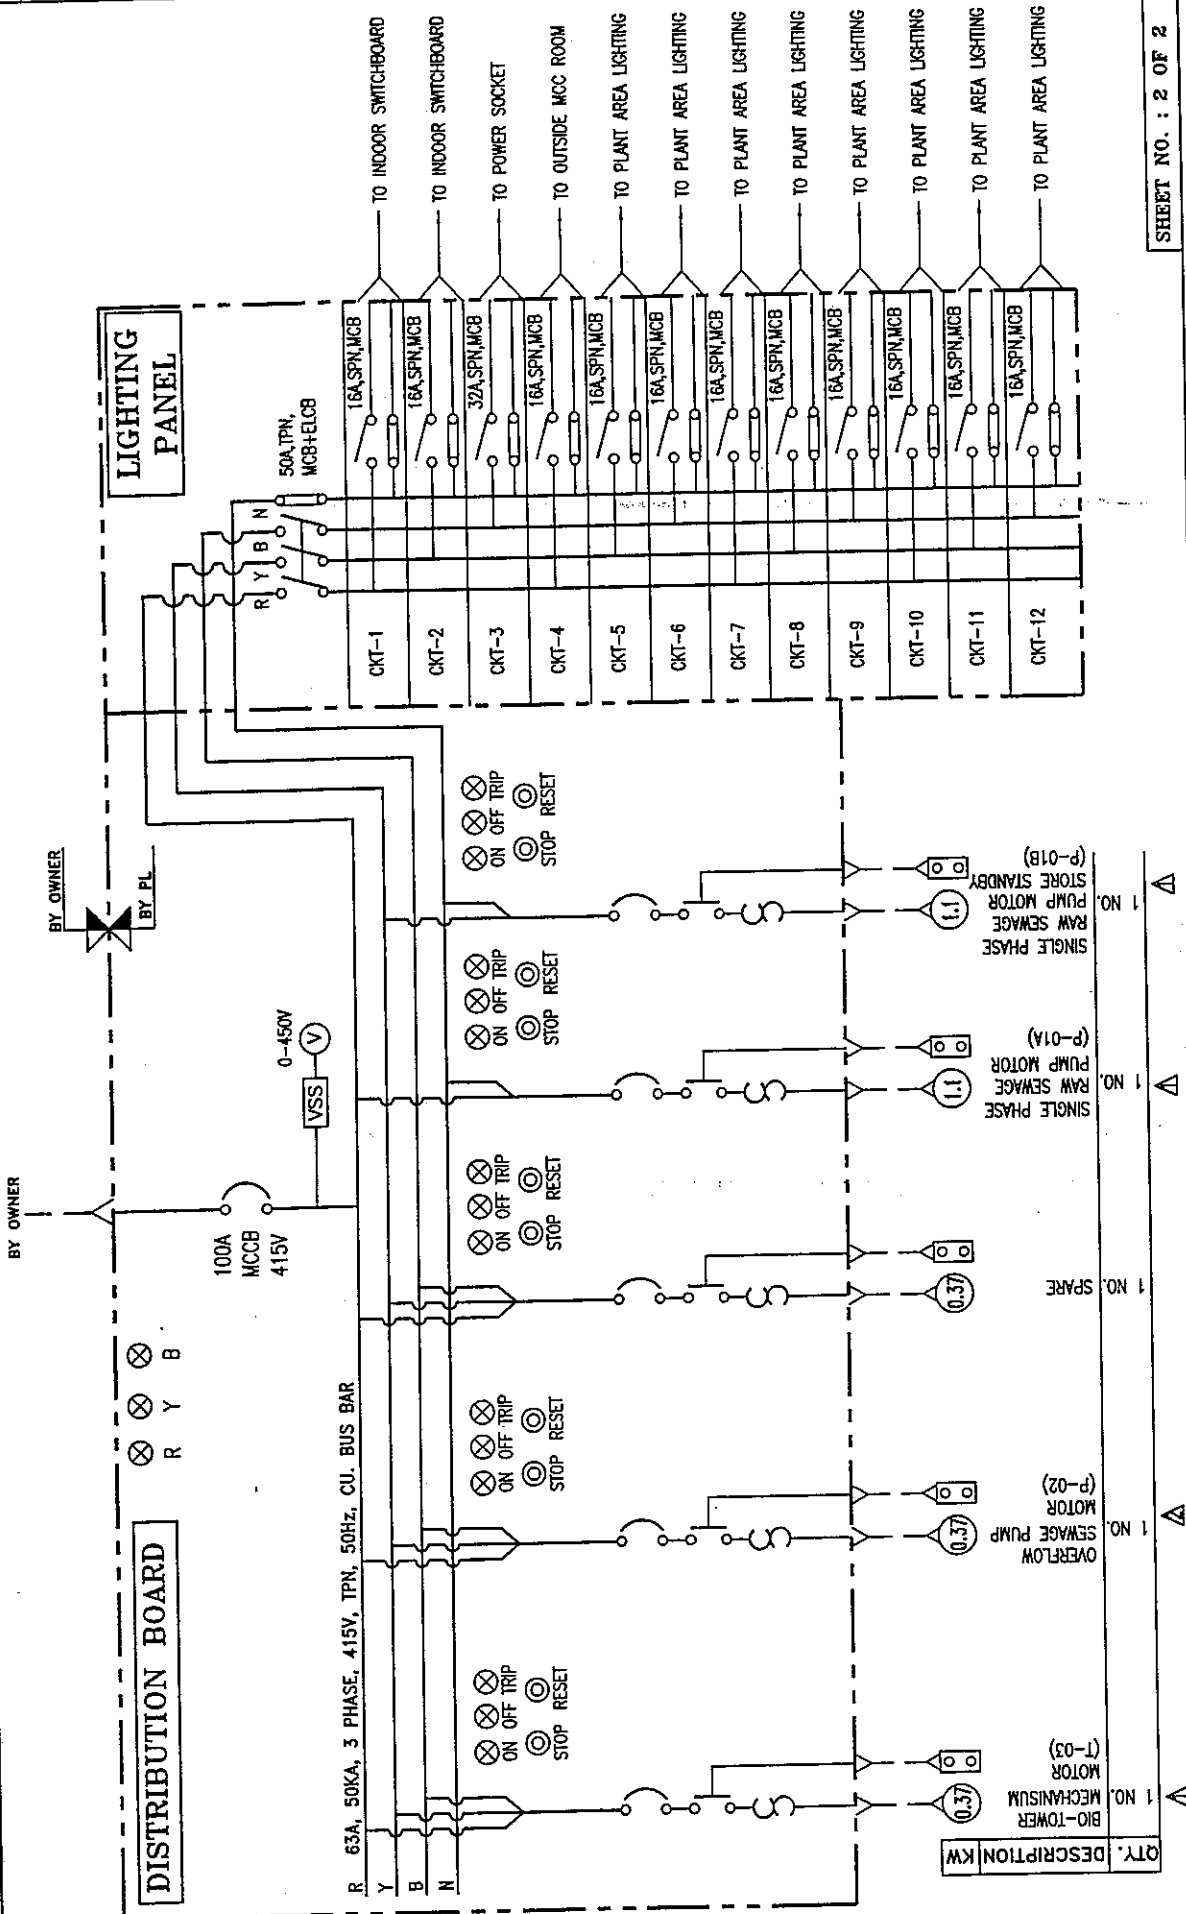 DISTRIBUTION BOARD
R Y B
BY OWNER
100A
MCCB
415V
VSS
V
0-450V
BY OWNER
BY PL
R 63A, 50KA, 3 PHASE, 415V, TPN, 50Hz, CU. BUS BAR
Y
B
N
ON OFF TRIP
STOP RESET
ON OFF TRIP
STOP RESET
ON OFF TRIP
STOP RESET
ON OFF TRIP
STOP RESET
ON OFF TRIP
STOP RESET
LIGHTING
PANEL
50A,TPN,
MCB+ELCB
R Y B N
CKT-1 16A,SPN,MCB TO INDOOR SWITCHBOARD
CKT-2 16A,SPN,MCB TO INDOOR SWITCHBOARD
CKT-3 32A,SPN,MCB TO POWER SOCKET
CKT-4 16A,SPN,MCB TO OUTSIDE MCC ROOM
CKT-5 16A,SPN,MCB TO PLANT AREA LIGHTING
CKT-6 16A,SPN,MCB TO PLANT AREA LIGHTING
CKT-7 16A,SPN,MCB TO PLANT AREA LIGHTING
CKT-8 16A,SPN,MCB TO PLANT AREA LIGHTING
CKT-9 16A,SPN,MCB TO PLANT AREA LIGHTING
CKT-10 16A,SPN,MCB TO PLANT AREA LIGHTING
CKT-11 16A,SPN,MCB TO PLANT AREA LIGHTING
CKT-12 16A,SPN,MCB TO PLANT AREA LIGHTING
QTY. DESCRIPTION KW
0.37
BIO-TOWER
MECHANISUM
MOTOR
(T-03)
1 NO.
0.37
OVERFLOW
SEWAGE PUMP
MOTOR
(P-02)
1 NO.
0.37
SPARE
1 NO.
1.1
SINGLE PHASE
RAW SEWAGE
PUMP MOTOR
(P-01A)
1 NO.
1.1
SINGLE PHASE
RAW SEWAGE
PUMP MOTOR
STORE STANDBY
(P-01B)
1 NO.
SHEET NO. : 2 OF 2